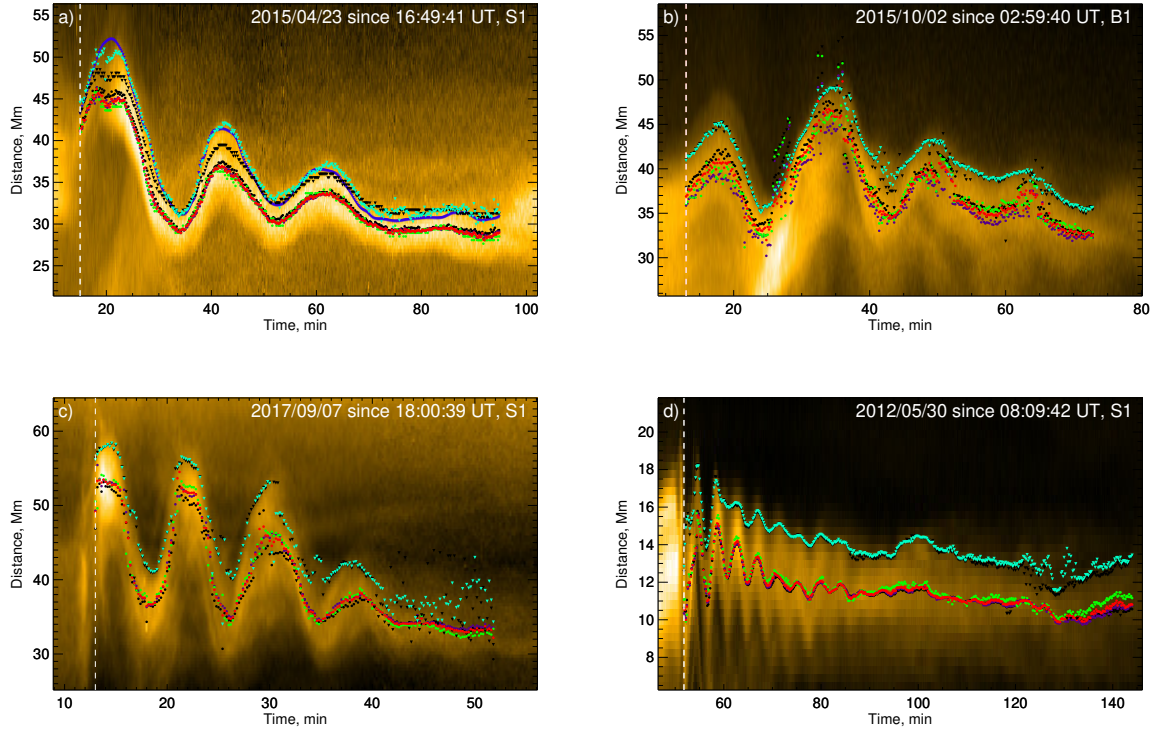 a) 2015/04/23 since 16:49:41 UT, S1
55
50
45
40
35
30
25
Distance, Mm
20 40 60 80 100
Time, min
b) 2015/10/02 since 02:59:40 UT, B1
55
50
45
40
35
30
Distance, Mm
20 40 60 80
Time, min
c) 2017/09/07 since 18:00:39 UT, S1
60
50
40
30
Distance, Mm
10 20 30 40 50
Time, min
d) 2012/05/30 since 08:09:42 UT, S1
20
18
16
14
12
10
8
Distance, Mm
60 80 100 120 140
Time, min